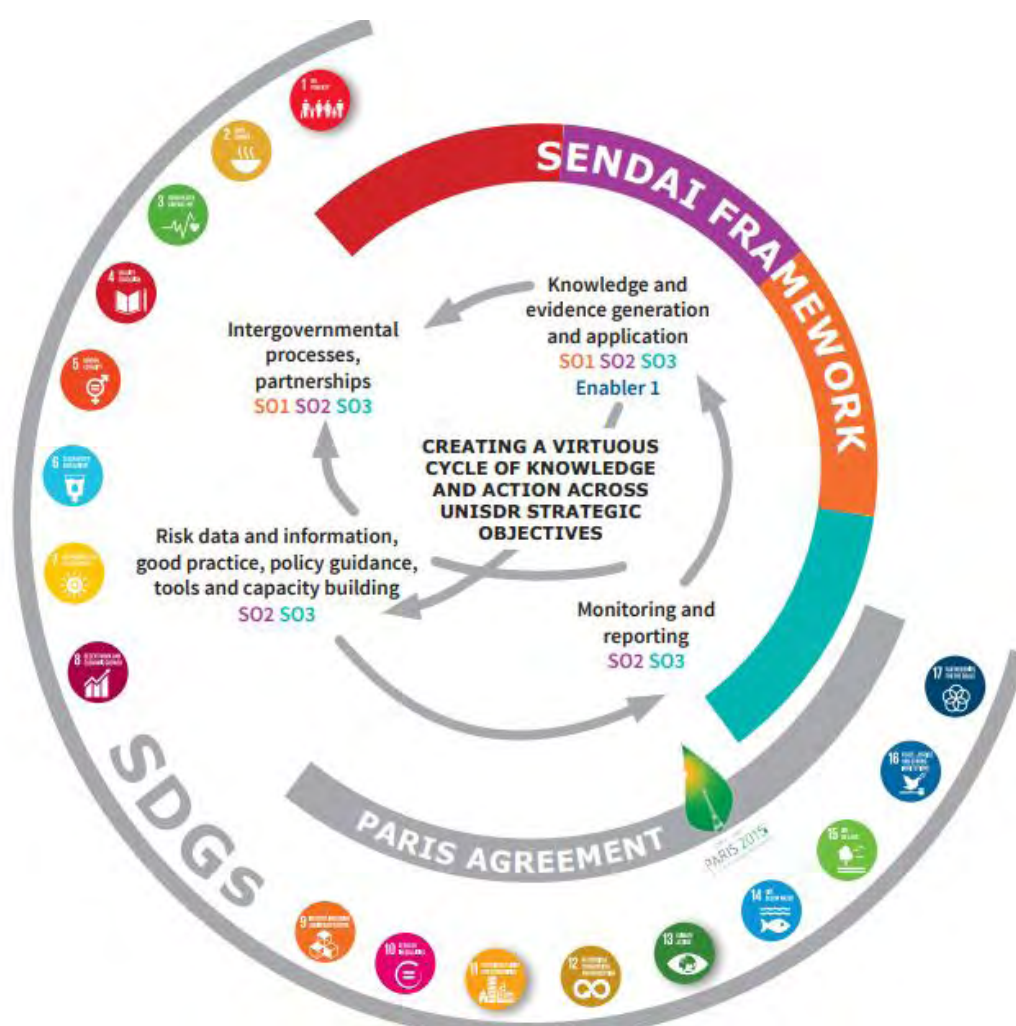 SENDAI FRAMEWORK
Knowledge and
evidence generation
and application
SO1 SO2 SO3
Enabler 1
Intergovernmental
processes,
partnerships
SO1 SO2 SO3
CREATING A VIRTUOUS
CYCLE OF KNOWLEDGE
AND ACTION ACROSS
UNISDR STRATEGIC
OBJECTIVES
Risk data and information,
good practice, policy guidance,
tools and capacity building
SO2 SO3
Monitoring and
reporting
SO2 SO3
PARIS AGREEMENT
PARIS 2015
SDGs
1
2
3
4
5
6
7
8
9
10
11
12
13
14
15
16
17